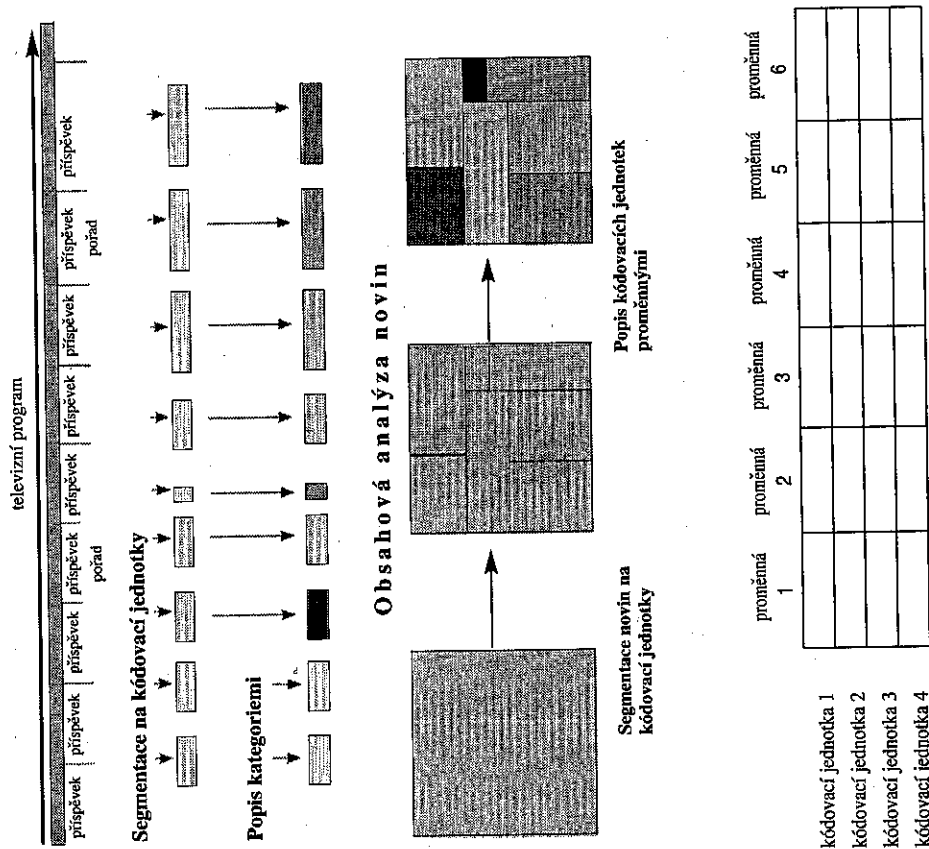 televizní program
příspěvek příspěvek příspěvek příspěvek příspěvek příspěvek příspěvek příspěvek příspěvek
pořad pořad
Segmentace na kódovací jednotky
Popis kategoriemi
Obsahová analýza novin
Segmentace novin na
kódovací jednotky
Popis kódovacích jednotek
proměnnými
proměnná proměnná proměnná proměnná proměnná proměnná
1 2 3 4 5 6
kódovací jednotka 1
kódovací jednotka 2
kódovací jednotka 3
kódovací jednotka 4